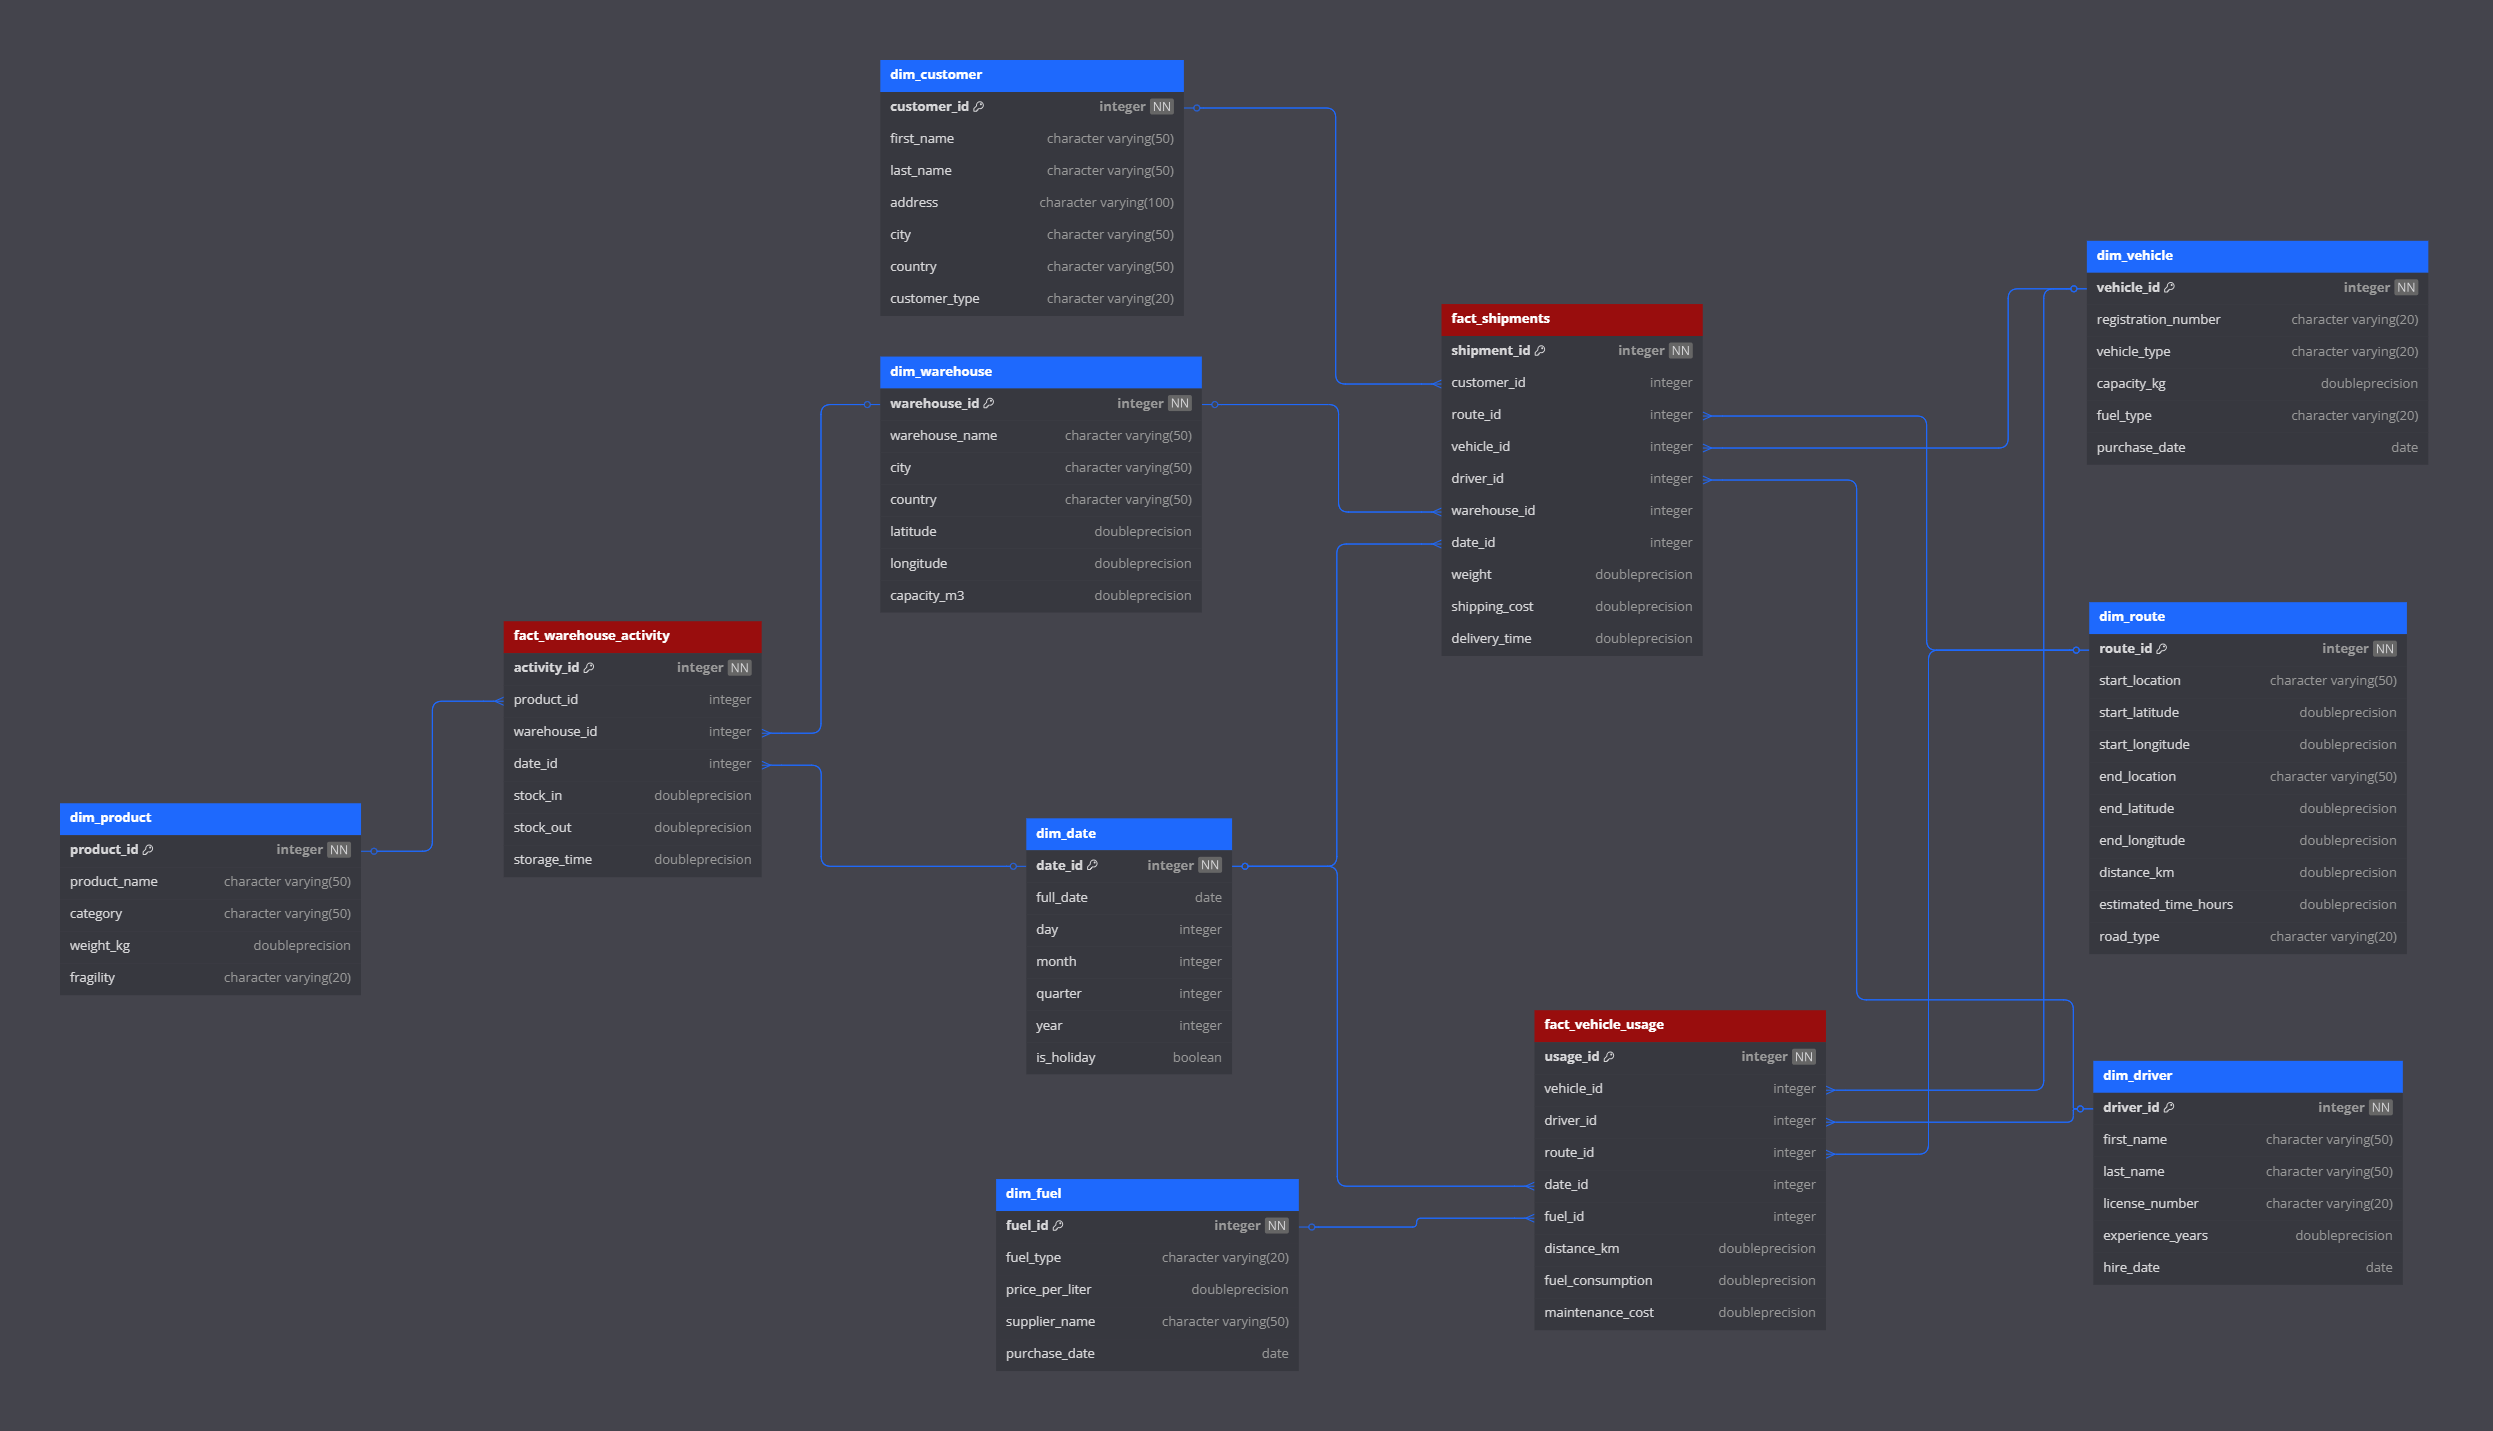 dim_customer
customer_id integer NN
first_name character varying(50)
last_name character varying(50)
address character varying(100)
city character varying(50)
country character varying(50)
customer_type character varying(20)
dim_warehouse
warehouse_id integer NN
warehouse_name character varying(50)
city character varying(50)
country character varying(50)
latitude doubleprecision
longitude doubleprecision
capacity_m3 doubleprecision
fact_shipments
shipment_id integer NN
customer_id integer
route_id integer
vehicle_id integer
driver_id integer
warehouse_id integer
date_id integer
weight doubleprecision
shipping_cost doubleprecision
delivery_time doubleprecision
dim_vehicle
vehicle_id integer NN
registration_number character varying(20)
vehicle_type character varying(20)
capacity_kg doubleprecision
fuel_type character varying(20)
purchase_date date
fact_warehouse_activity
activity_id integer NN
product_id integer
warehouse_id integer
date_id integer
stock_in doubleprecision
stock_out doubleprecision
storage_time doubleprecision
dim_product
product_id integer NN
product_name character varying(50)
category character varying(50)
weight_kg doubleprecision
fragility character varying(20)
dim_date
date_id integer NN
full_date date
day integer
month integer
quarter integer
year integer
is_holiday boolean
dim_route
route_id integer NN
start_location character varying(50)
start_latitude doubleprecision
start_longitude doubleprecision
end_location character varying(50)
end_latitude doubleprecision
end_longitude doubleprecision
distance_km doubleprecision
estimated_time_hours doubleprecision
road_type character varying(20)
fact_vehicle_usage
usage_id integer NN
vehicle_id integer
driver_id integer
route_id integer
date_id integer
fuel_id integer
distance_km doubleprecision
fuel_consumption doubleprecision
maintenance_cost doubleprecision
dim_driver
driver_id integer NN
first_name character varying(50)
last_name character varying(50)
license_number character varying(20)
experience_years doubleprecision
hire_date date
dim_fuel
fuel_id integer NN
fuel_type character varying(20)
price_per_liter doubleprecision
supplier_name character varying(50)
purchase_date date